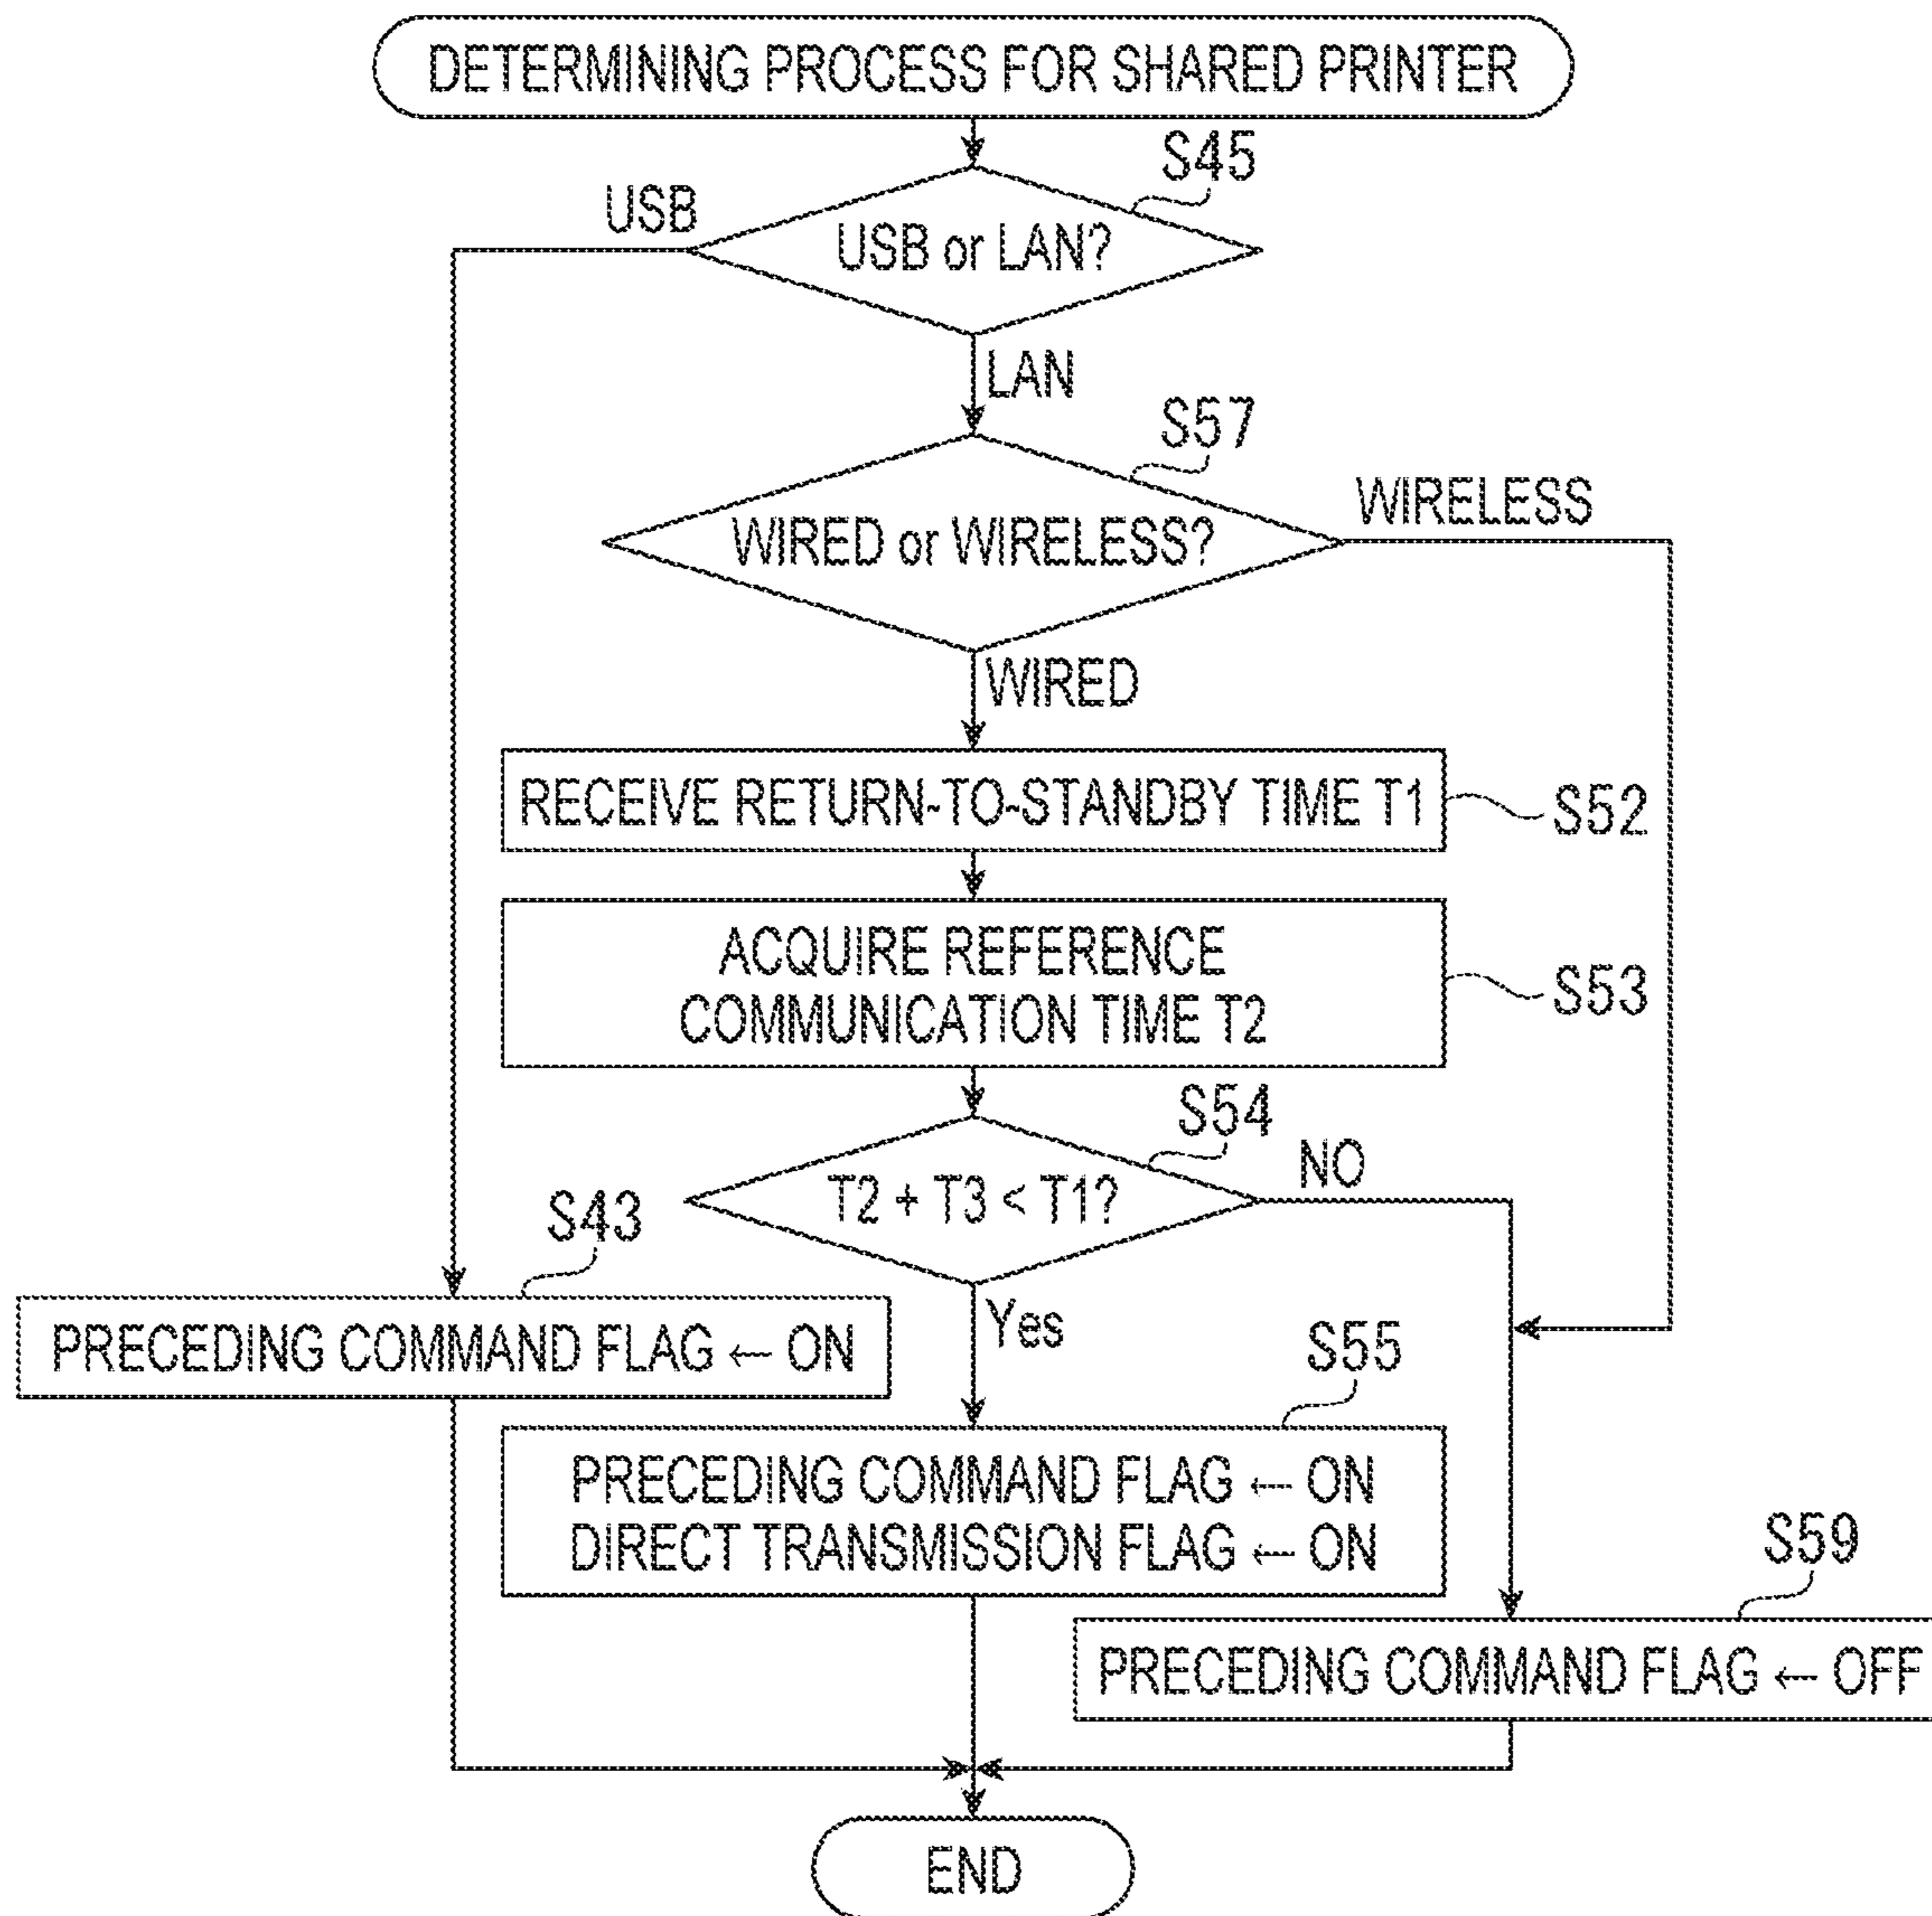 DETERMINING PROCESS FOR SHARED PRINTER
S45
USB
USB or LAN?
LAN
S57
WIRELESS
WIRED or WIRELESS?
WIRED
RECEIVE RETURN-TO-STANDBY TIME T1
S52
ACQUIRE REFERENCE
COMMUNICATION TIME T2
S53
S54
NO
T2 + T3 < T1?
S43
Yes
PRECEDING COMMAND FLAG ← ON
S55
PRECEDING COMMAND FLAG ← ON
DIRECT TRANSMISSION FLAG ← ON
S59
PRECEDING COMMAND FLAG ← OFF
END